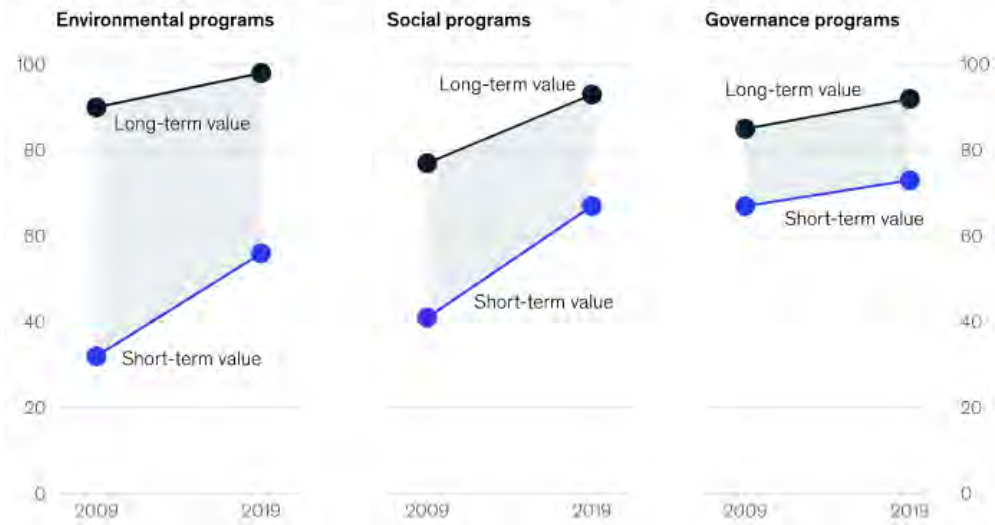 Environmental programs
Social programs
Governance programs
100
80
60
40
20
0
Long-term value
Short-term value
2009
2019
Long-term value
Short-term value
2009
2019
Long-term value
Short-term value
2009
2019
100
80
60
40
20
0